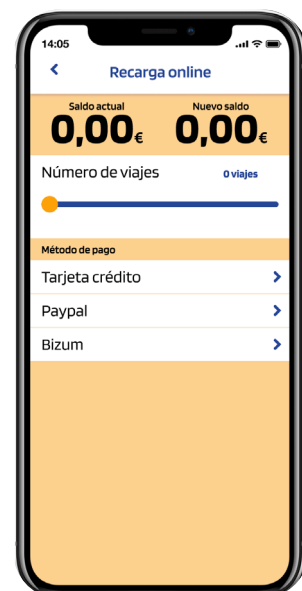 14:05
Recarga online
Saldo actual Nuevo saldo
0,00€ 0,00€
Número de viajes 0 viajes
Método de pago
Tarjeta crédito
Paypal
Bizum